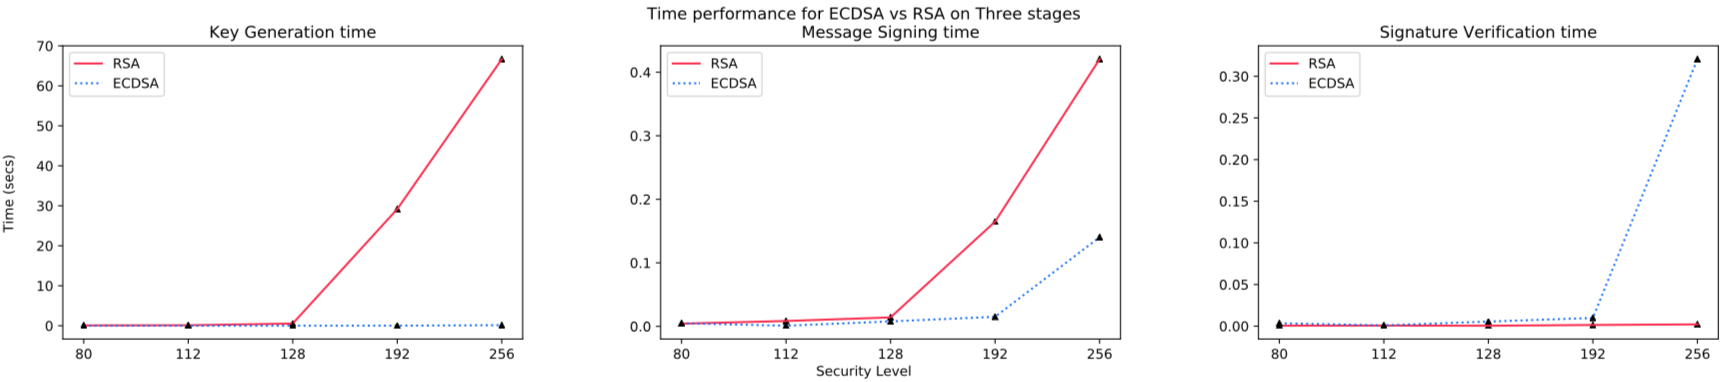 Time performance for ECDSA vs RSA on Three stages
Key Generation time
Time (secs)
70
60
50
40
30
20
10
0
80 112 128 192 256
RSA
ECDSA
Message Signing time
0.4
0.3
0.2
0.1
0.0
80 112 128 192 256
Security Level
RSA
ECDSA
Signature Verification time
0.30
0.25
0.20
0.15
0.10
0.05
0.00
80 112 128 192 256
RSA
ECDSA